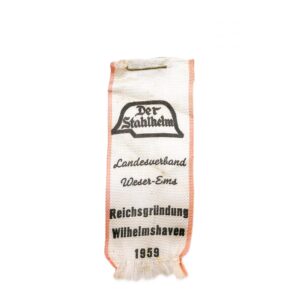 Der
Stahlhelm
Landesverband
Weser-Ems
Reichsgründung
Wilhelmshaven
1959